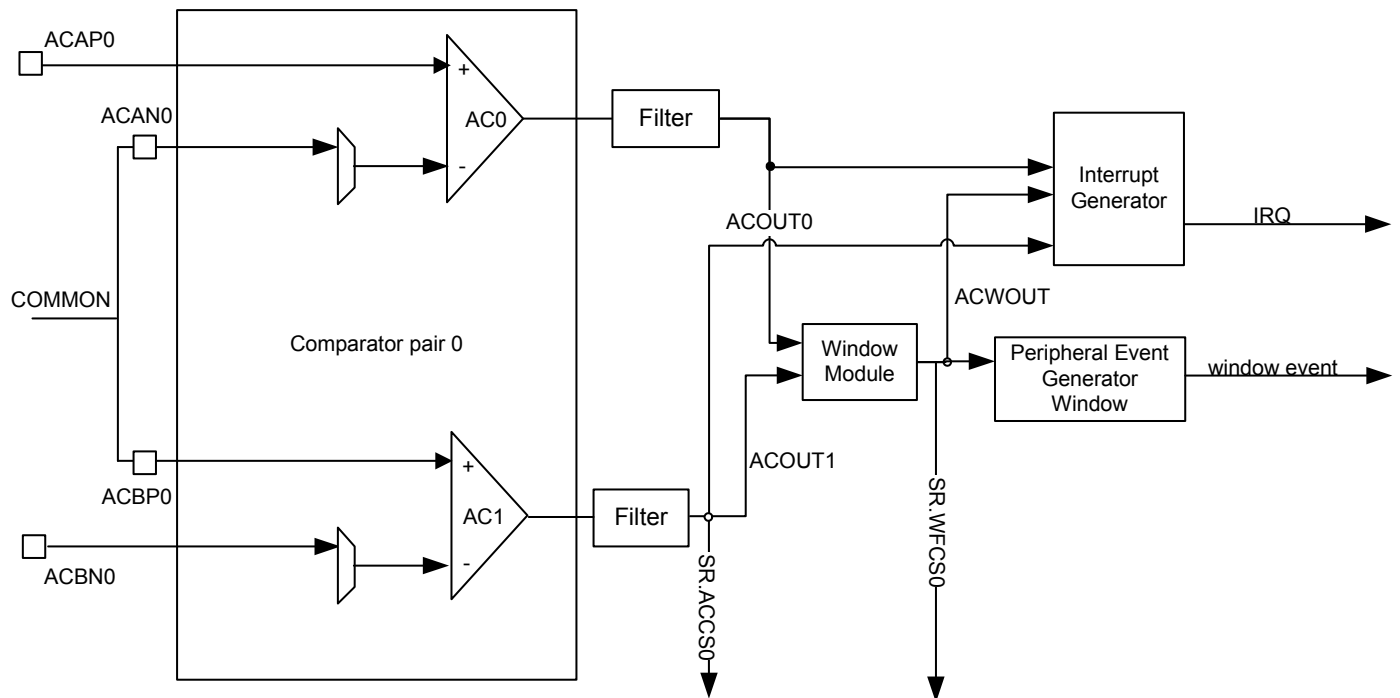 ACAP0
ACAN0
COMMON
ACBP0
ACBN0
+
-
AC0
Comparator pair 0
+
-
AC1
Filter
Filter
ACOUT0
ACOUT1
SR.ACCS0
Window
Module
ACWOUT
SR.WFCS0
Interrupt
Generator
IRQ
Peripheral Event
Generator
Window
window event